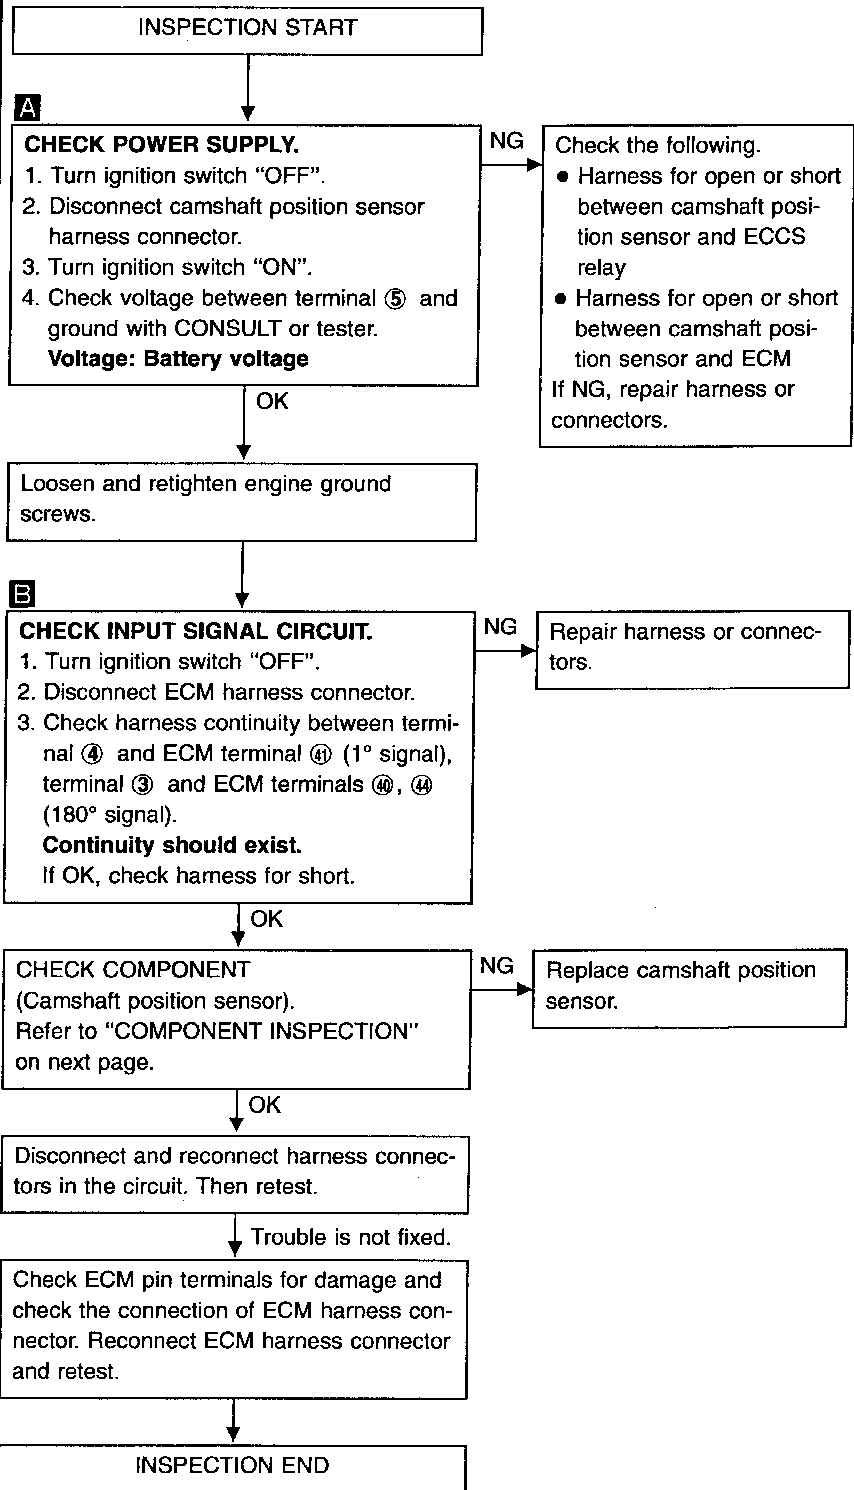 INSPECTION START
A
CHECK POWER SUPPLY.
1. Turn ignition switch “OFF”.
2. Disconnect camshaft position sensor
harness connector.
3. Turn ignition switch “ON”.
4. Check voltage between terminal ⑤ and
ground with CONSULT or tester.
Voltage: Battery voltage
NG
Check the following.
● Harness for open or short
between camshaft posi-
tion sensor and ECCS
relay
● Harness for open or short
between camshaft posi-
tion sensor and ECM
If NG, repair harness or
connectors.
OK
Loosen and retighten engine ground
screws.
B
CHECK INPUT SIGNAL CIRCUIT.
1. Turn ignition switch “OFF”.
2. Disconnect ECM harness connector.
3. Check harness continuity between termi-
nal ④ and ECM terminal ㊶ (1° signal),
terminal ③ and ECM terminals ㊵, ㊹
(180° signal).
Continuity should exist.
If OK, check harness for short.
NG
Repair harness or connec-
tors.
OK
CHECK COMPONENT
(Camshaft position sensor).
Refer to “COMPONENT INSPECTION”
on next page.
NG
Replace camshaft position
sensor.
OK
Disconnect and reconnect harness connec-
tors in the circuit. Then retest.
Trouble is not fixed.
Check ECM pin terminals for damage and
check the connection of ECM harness con-
nector. Reconnect ECM harness connector
and retest.
INSPECTION END